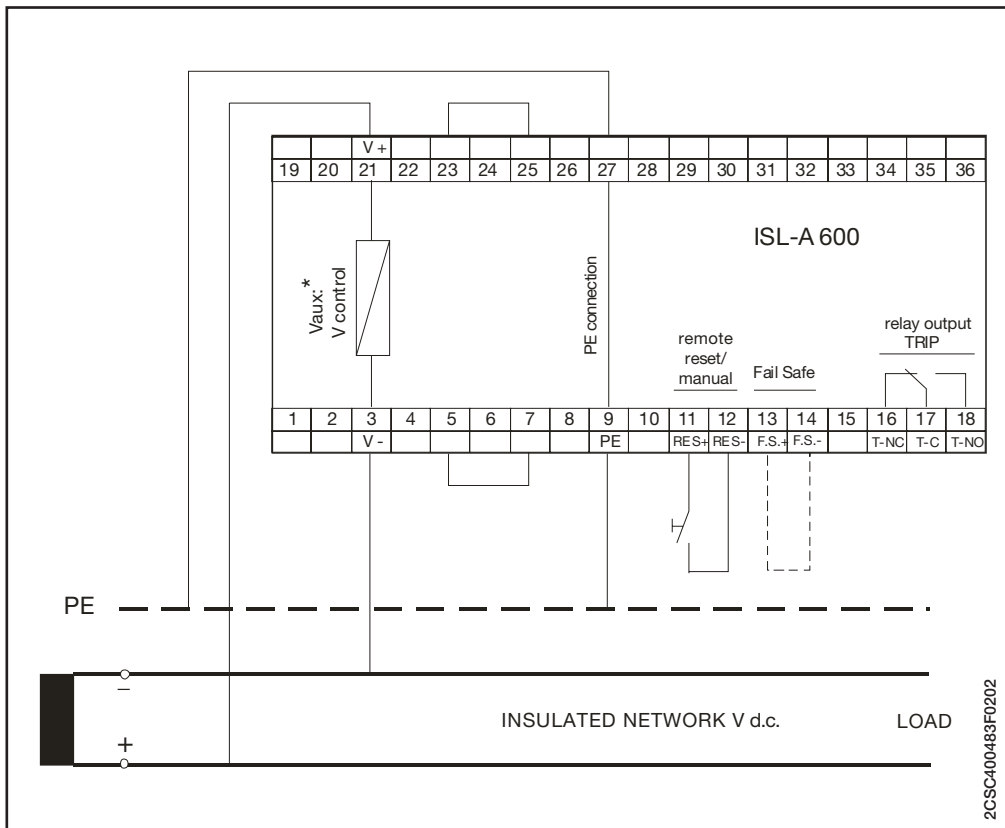 V +
19 20 21 22 23 24 25 26 27 28 29 30 31 32 33 34 35 36
ISL-A 600
Vaux:*
V control
PE connection
remote
reset/
manual
Fail Safe
relay output
TRIP
1 2 3 4 5 6 7 8 9 10 11 12 13 14 15 16 17 18
V - PE RES+ RES- F.S.+ F.S.- T-NC T-C T-NO
PE
–
INSULATED NETWORK V d.c. LOAD
+
2CSC400483F0202